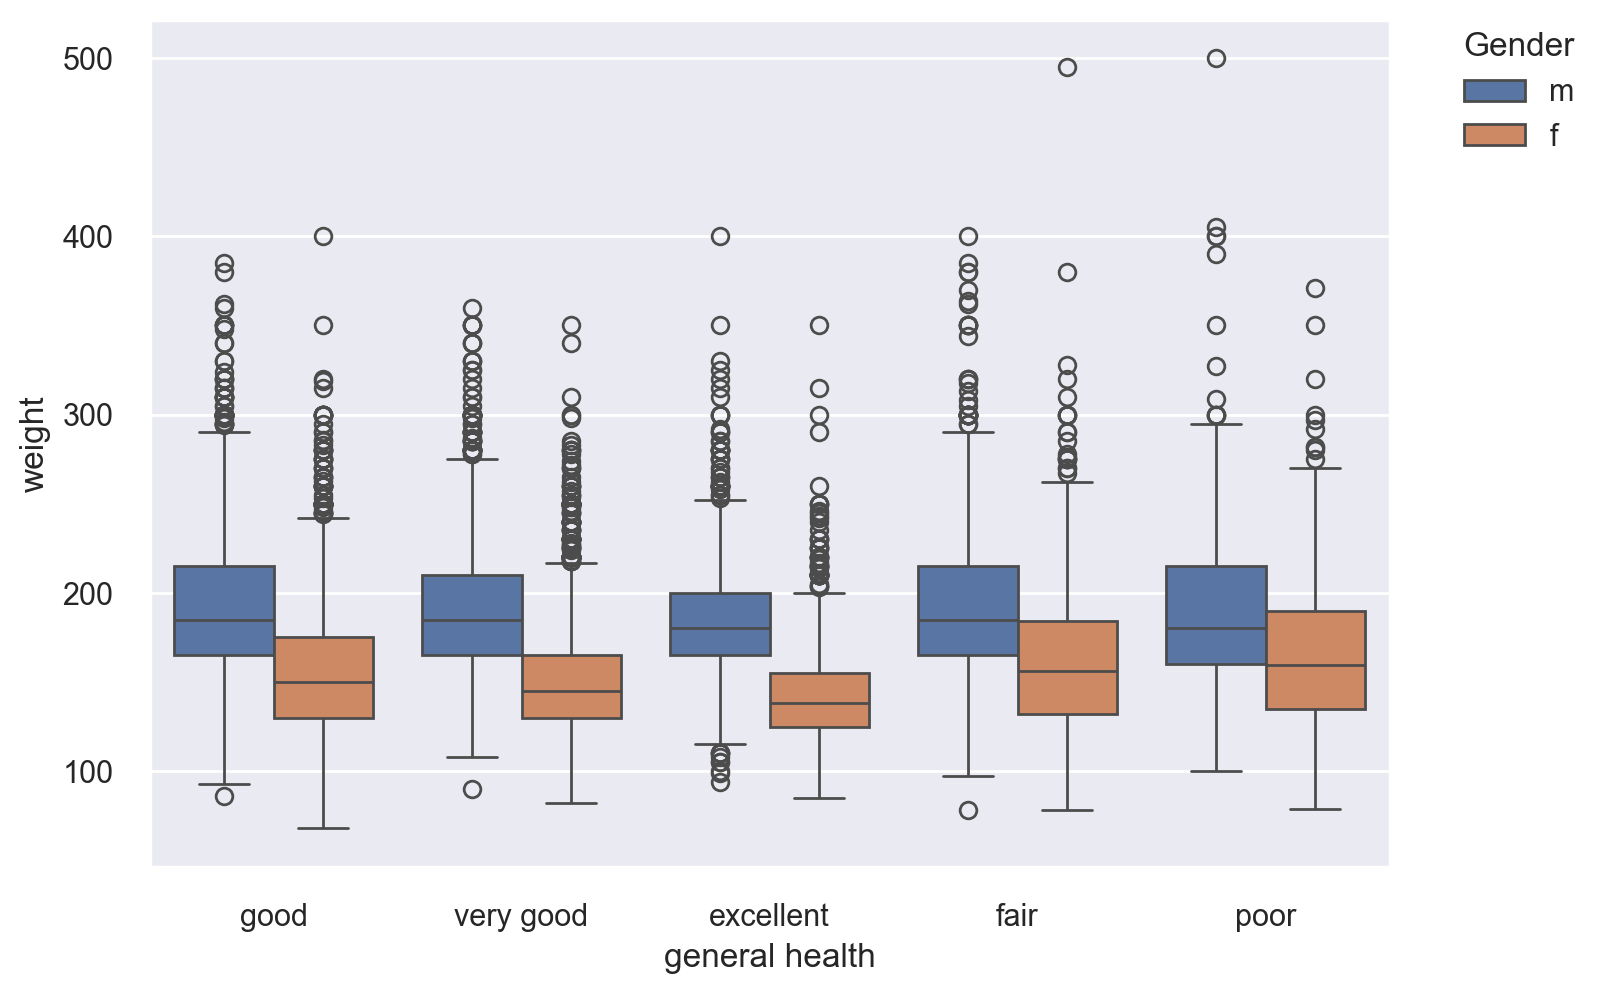 500
400
300
200
100
weight
good
very good
excellent
fair
poor
general health
Gender
m
f